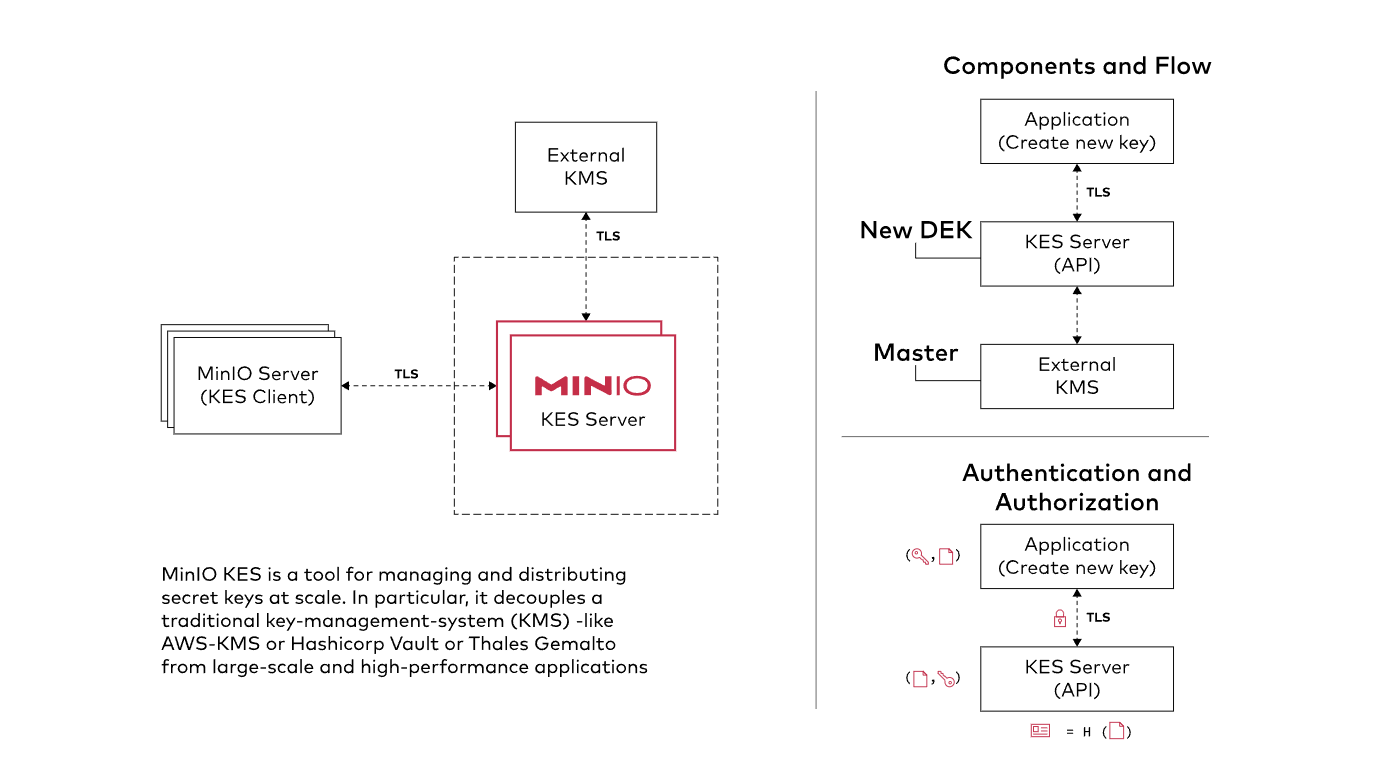 External
KMS
TLS
MinIO Server
(KES Client)
TLS
MINIO
KES Server
MinIO KES is a tool for managing and distributing
secret keys at scale. In particular, it decouples a
traditional key-management-system (KMS) -like
AWS-KMS or Hashicorp Vault or Thales Gemalto
from large-scale and high-performance applications
Components and Flow
Application
(Create new key)
TLS
New DEK
KES Server
(API)
Master
External
KMS
Authentication and
Authorization
Application
(Create new key)
( , )
TLS
KES Server
(API)
( , )
= H ( )